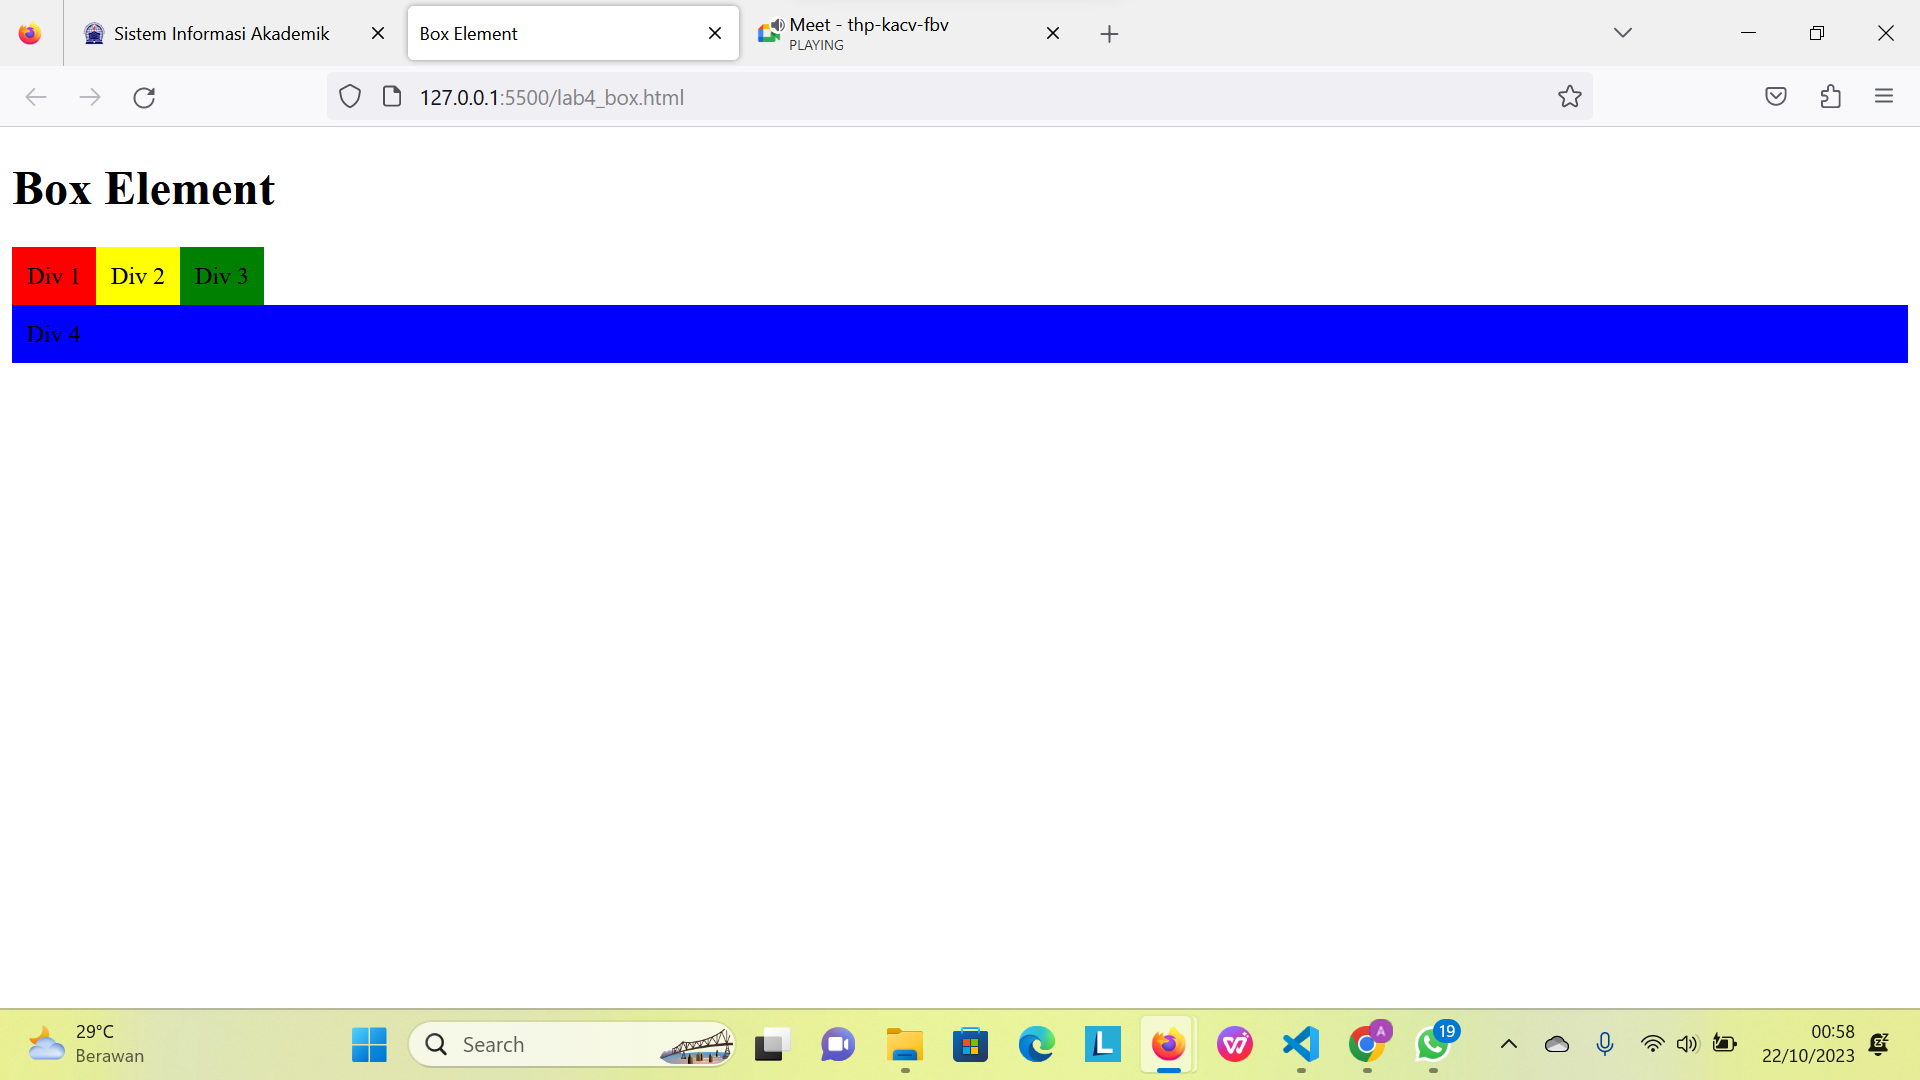 Sistem Informasi Akademik
Box Element
Meet - thp-kacv-fbv
PLAYING
127.0.0.1:5500/lab4_box.html
Box Element
Div 1
Div 2
Div 3
Div 4
29°C
Berawan
Search
L
A
19
00:58
22/10/2023